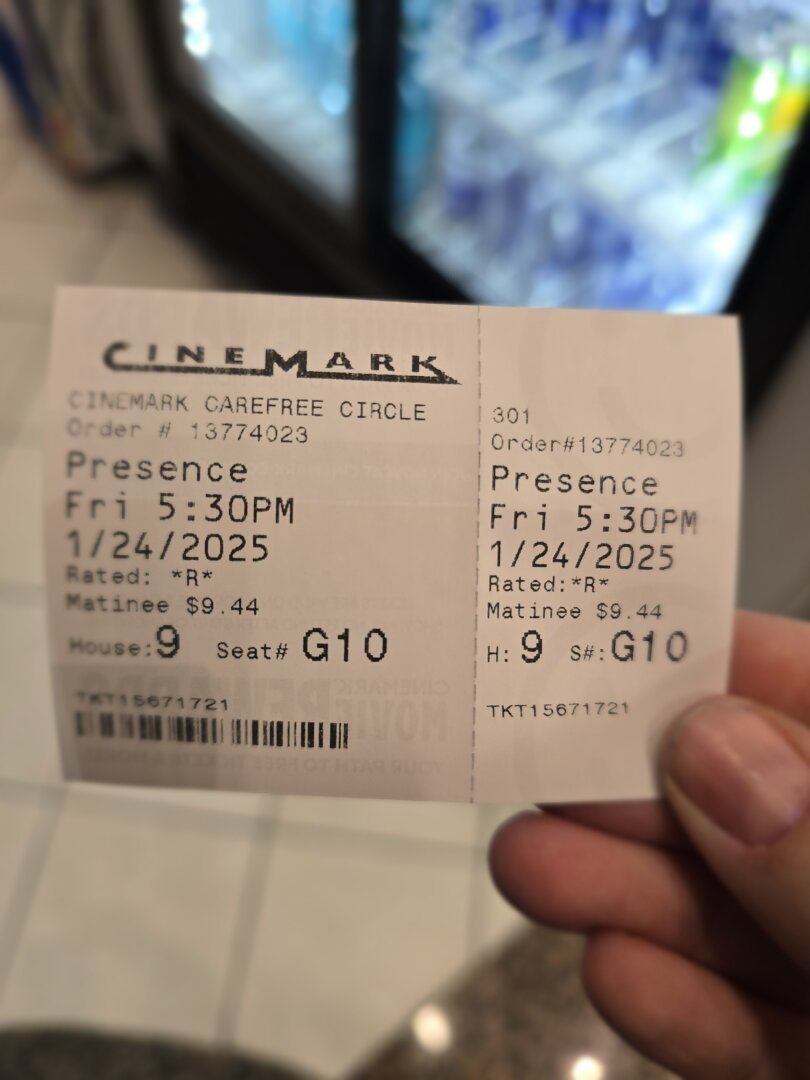 CINEMARK
CINEMARK CAREFREE CIRCLE
Order # 13774023
Presence
Fri 5:30PM
1/24/2025
Rated: *R*
Matinee $9.44
House:9 Seat# G10
TKT15671721
301
Order#13774023
Presence
Fri 5:30PM
1/24/2025
Rated:*R*
Matinee $9.44
H: 9 S#:G10
TKT15671721